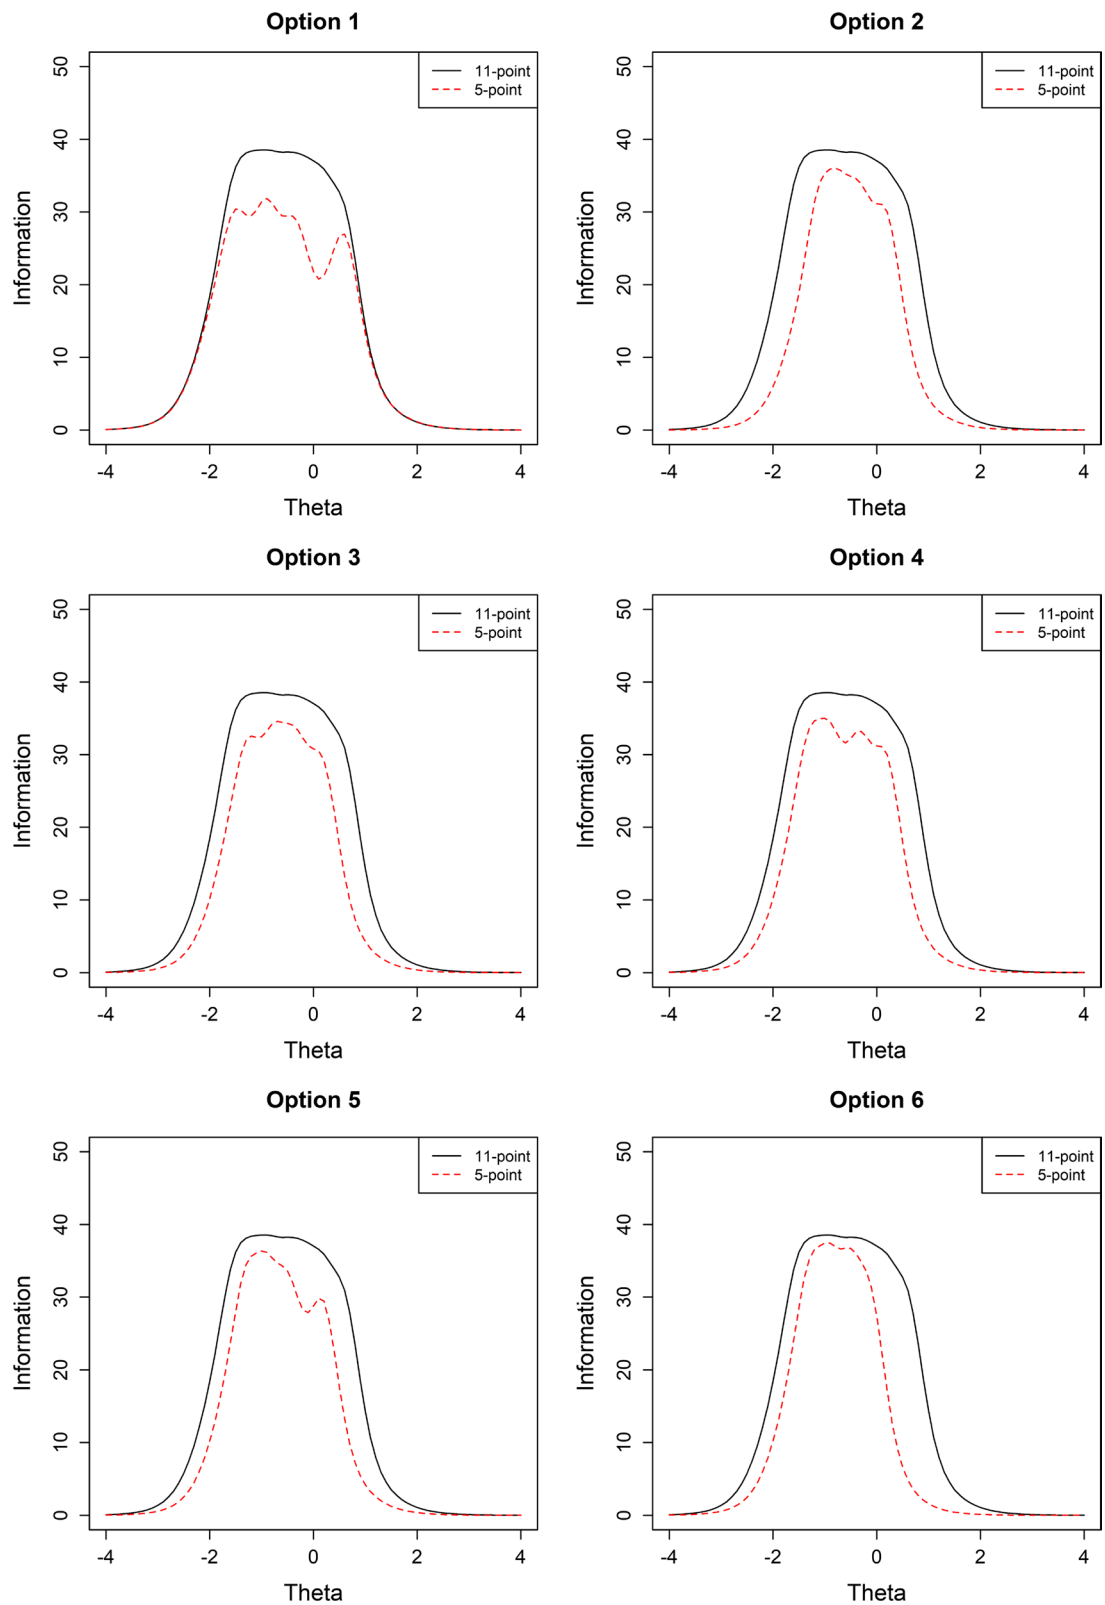 Option 1
50
40
30
20
10
0
Information
11-point
5-point
-4 -2 0 2 4
Theta
Option 2
50
40
30
20
10
0
Information
11-point
5-point
-4 -2 0 2 4
Theta
Option 3
50
40
30
20
10
0
Information
11-point
5-point
-4 -2 0 2 4
Theta
Option 4
50
40
30
20
10
0
Information
11-point
5-point
-4 -2 0 2 4
Theta
Option 5
50
40
30
20
10
0
Information
11-point
5-point
-4 -2 0 2 4
Theta
Option 6
50
40
30
20
10
0
Information
11-point
5-point
-4 -2 0 2 4
Theta